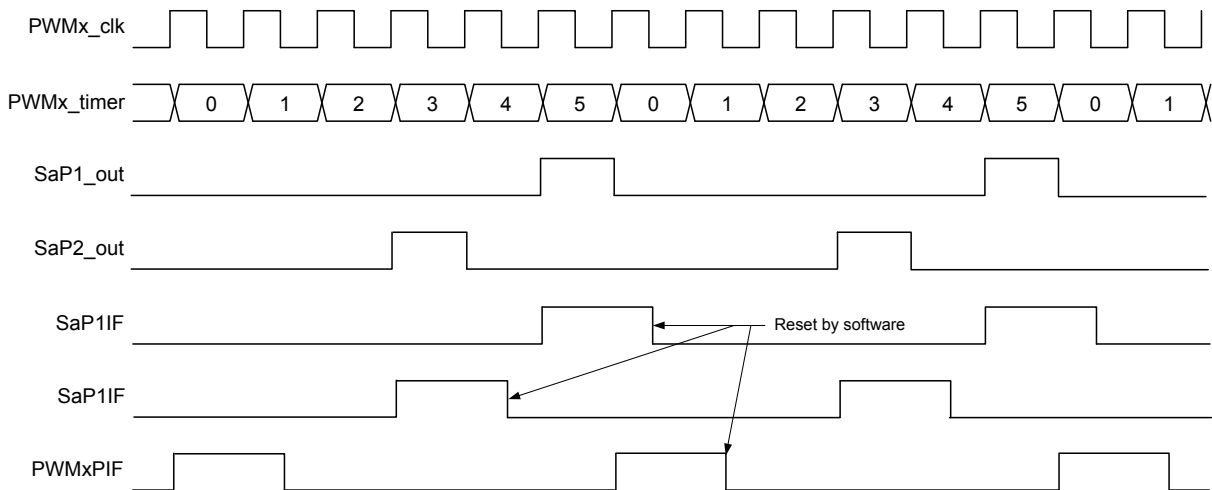 PWMx_clk
PWMx_timer 0 1 2 3 4 5 0 1 2 3 4 5 0 1
SaP1_out
SaP2_out
SaP1IF
Reset by software
SaP1IF
PWMxPIF